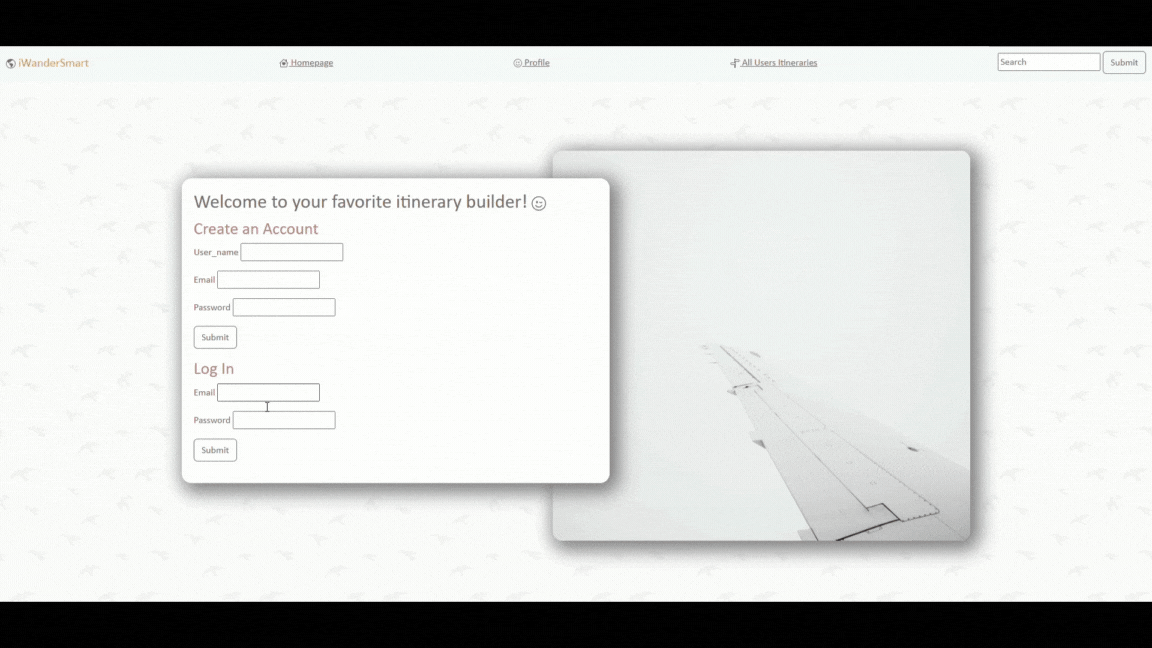 iWanderSmart Homepage Profile All Users Itineraries Search Submit
Welcome to your favorite itinerary builder!
Create an Account
User_name
Email
Password
Submit
Log In
Email
Password
Submit